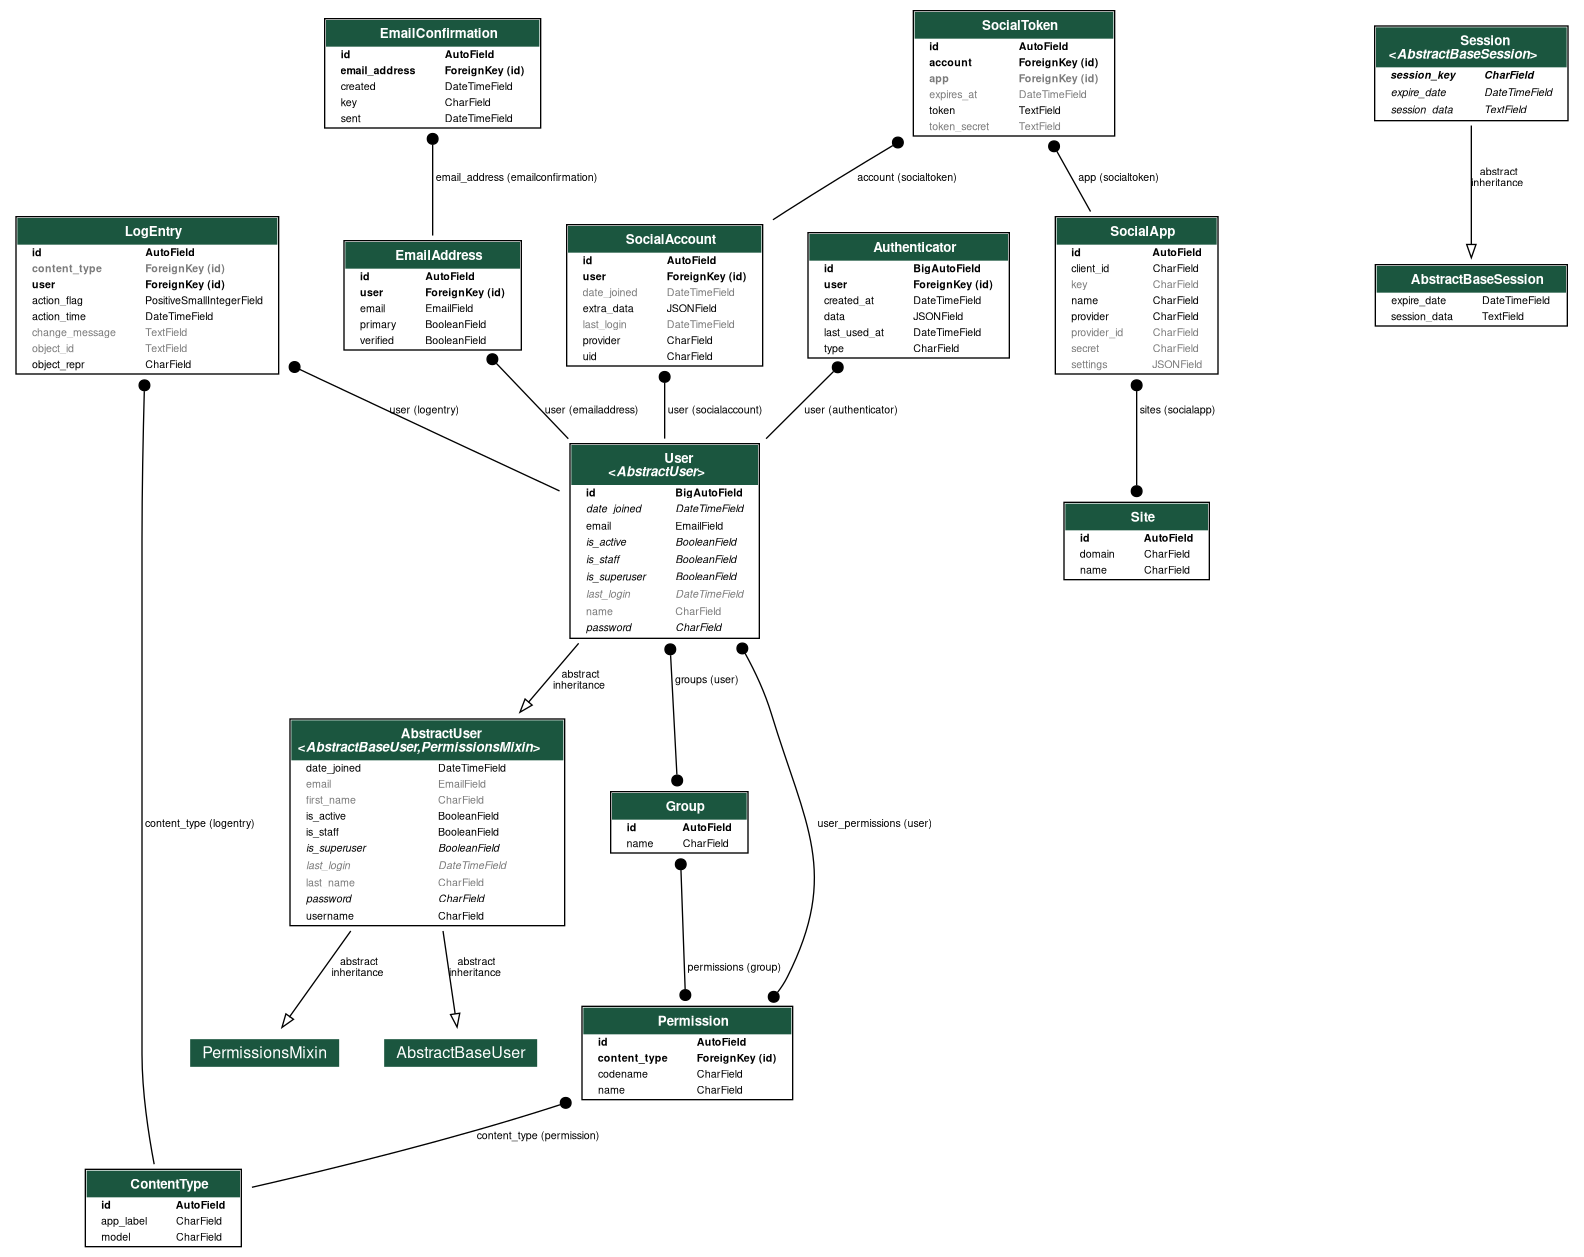 EmailConfirmation
id AutoField
email_address ForeignKey (id)
created DateTimeField
key CharField
sent DateTimeField
SocialToken
id AutoField
account ForeignKey (id)
app ForeignKey (id)
expires_at DateTimeField
token TextField
token_secret TextField
Session
<AbstractBaseSession>
session_key CharField
expire_date DateTimeField
session_data TextField
email_address (emailconfirmation)
account (socialtoken)
app (socialtoken)
abstract
inheritance
LogEntry
id AutoField
content_type ForeignKey (id)
user ForeignKey (id)
action_flag PositiveSmallIntegerField
action_time DateTimeField
change_message TextField
object_id TextField
object_repr CharField
EmailAddress
id AutoField
user ForeignKey (id)
email EmailField
primary BooleanField
verified BooleanField
SocialAccount
id AutoField
user ForeignKey (id)
date_joined DateTimeField
extra_data JSONField
last_login DateTimeField
provider CharField
uid CharField
Authenticator
id BigAutoField
user ForeignKey (id)
created_at DateTimeField
data JSONField
last_used_at DateTimeField
type CharField
SocialApp
id AutoField
client_id CharField
key CharField
name CharField
provider CharField
provider_id CharField
secret CharField
settings JSONField
AbstractBaseSession
expire_date DateTimeField
session_data TextField
user (logentry)
user (emailaddress)
user (socialaccount)
user (authenticator)
sites (socialapp)
User
<AbstractUser>
id BigAutoField
date_joined DateTimeField
email EmailField
is_active BooleanField
is_staff BooleanField
is_superuser BooleanField
last_login DateTimeField
name CharField
password CharField
Site
id AutoField
domain CharField
name CharField
abstract
inheritance
groups (user)
AbstractUser
<AbstractBaseUser,PermissionsMixin>
date_joined DateTimeField
email EmailField
first_name CharField
is_active BooleanField
is_staff BooleanField
is_superuser BooleanField
last_login DateTimeField
last_name CharField
password CharField
username CharField
Group
id AutoField
name CharField
content_type (logentry)
user_permissions (user)
abstract
inheritance
abstract
inheritance
permissions (group)
PermissionsMixin
AbstractBaseUser
Permission
id AutoField
content_type ForeignKey (id)
codename CharField
name CharField
content_type (permission)
ContentType
id AutoField
app_label CharField
model CharField